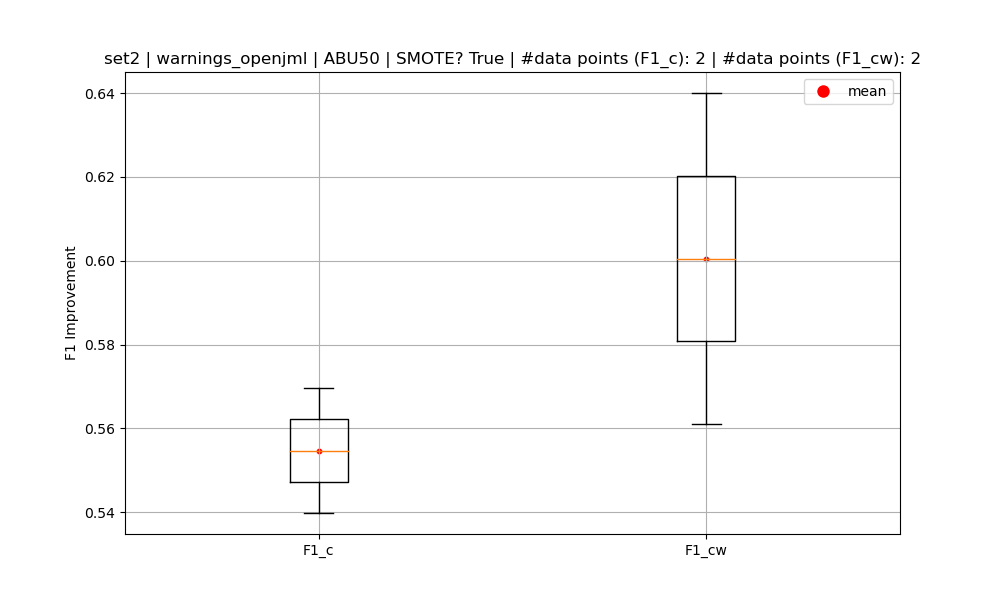 set2 | warnings_openjml | ABU50 | SMOTE? True | #data points (F1_c): 2 | #data points (F1_cw): 2
mean
0.64
0.62
0.60
0.58
0.56
0.54
F1 Improvement
F1_c
F1_cw